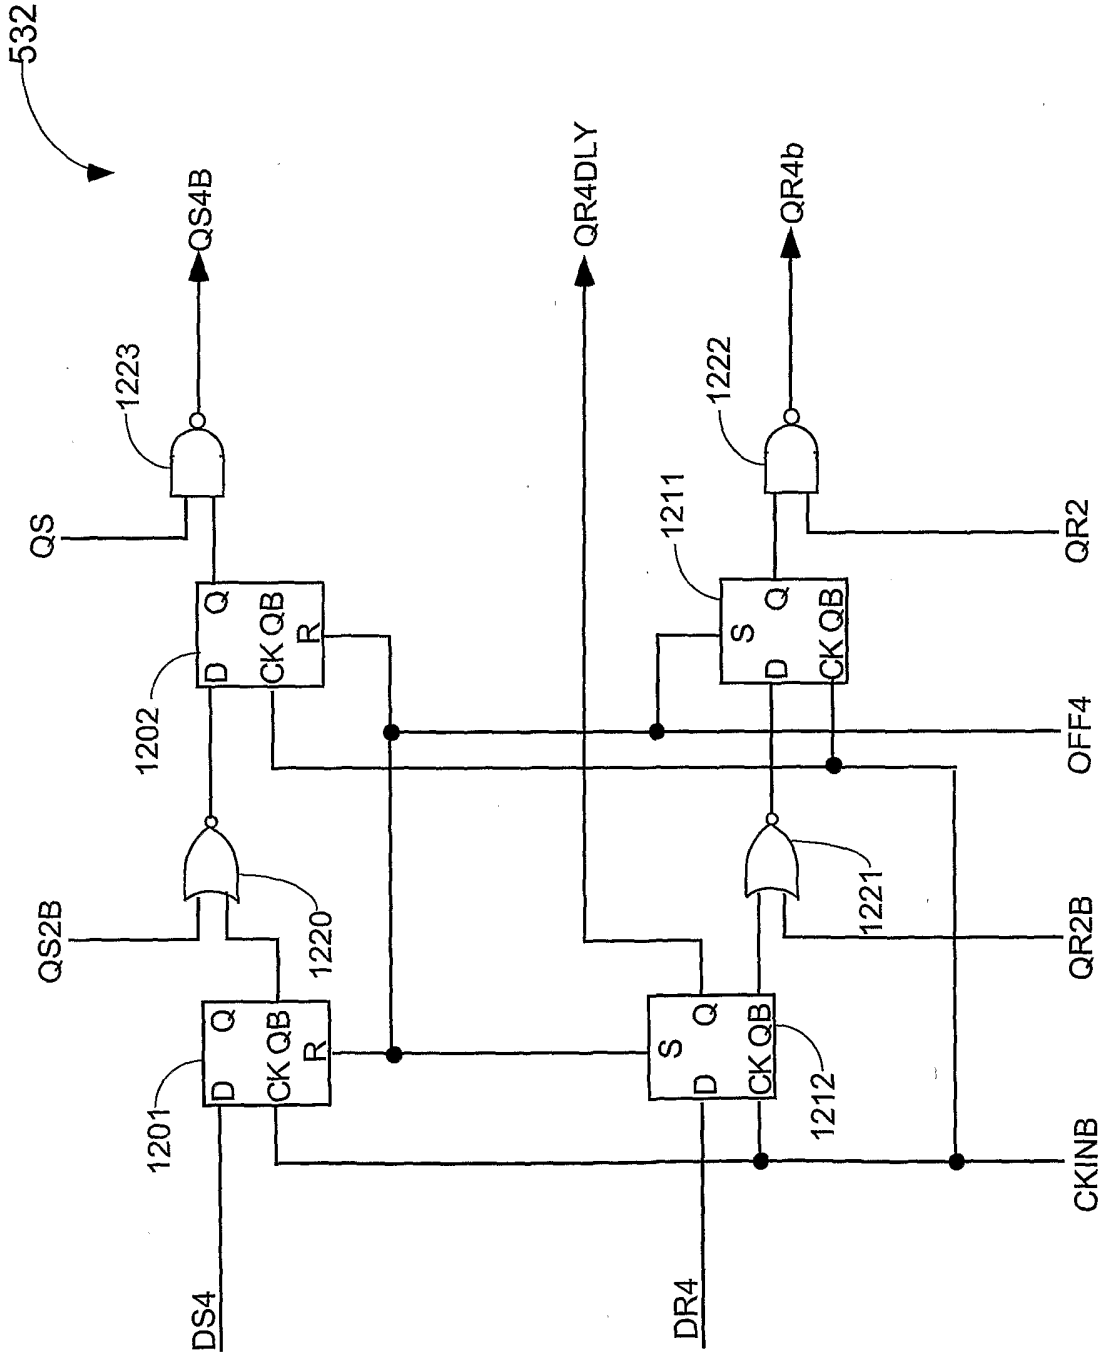 532
QS4B
QR4DLY
QR4b
1223
1222
QS
1211
QR2
Q
CK QB
D
R
1202
S
Q
D
CK QB
OFF4
QS2B
1220
1221
QR2B
Q
CK QB
D
R
1201
S
Q
D
CK QB
1212
CKINB
DS4
DR4